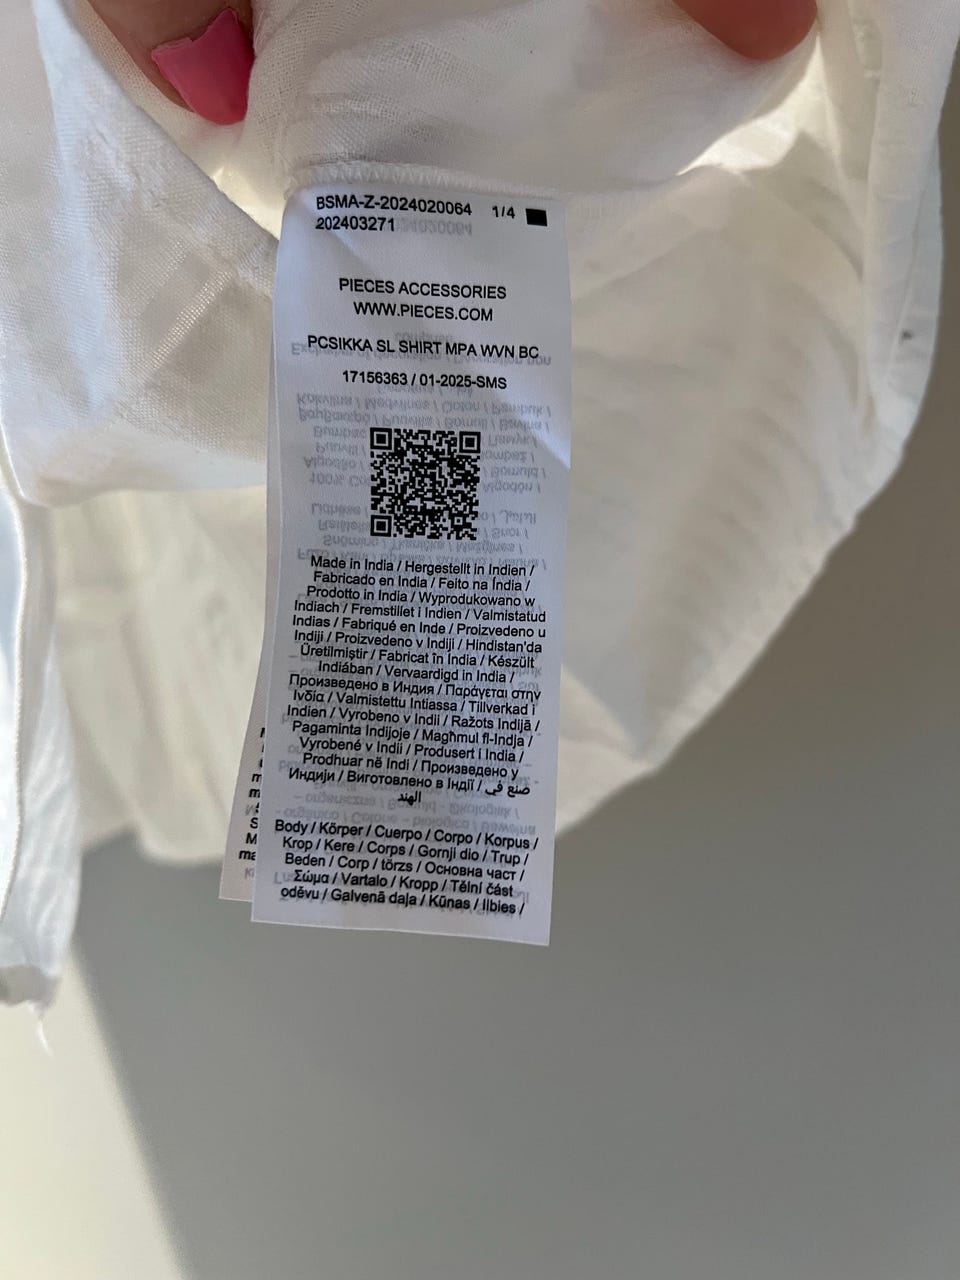 BSMA-Z-2024020064 1/4
202403271
PIECES ACCESSORIES
WWW.PIECES.COM
PCSIKKA SL SHIRT MPA WVN BC
17156363 / 01-2025-SMS
Made in India / Hergestellt in Indien /
Fabricado en India / Feito na Índia /
Prodotto in India / Wyprodukowano w
Indiach / Fremstillet i Indien / Valmistatud
Indias / Fabriqué en Inde / Proizvedeno u
Indiji / Proizvedeno v Indiji / Hindistan'da
Üretilmiştir / Fabricat în India / Készült
Indiában / Vervaardigd in India /
Произведено в Индия / Παράγεται στην
Ινδία / Valmistettu Intiassa / Tillverkad i
Indien / Vyrobeno v Indii / Ražots Indijā /
Pagaminta Indijoje / Magħmul fl-Indja /
Vyrobené v Indii / Produsert i India /
Prodhuar në Indi / Произведено у
Индији / Виготовлено в Індії / صنع في
الهند
Body / Körper / Cuerpo / Corpo / Korpus /
Krop / Kere / Corps / Gornji dio / Trup /
Beden / Corp / törzs / Основна част /
Σώμα / Vartalo / Kropp / Tělní část
oděvu / Galvenā daļa / Kūnas / Ilbies /